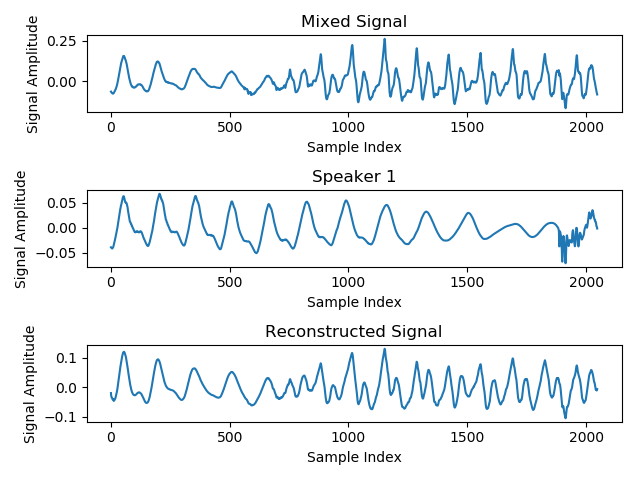 Mixed Signal
Signal Amplitude
0.25
0.00
0 500 1000 1500 2000
Sample Index
Speaker 1
Signal Amplitude
0.05
0.00
−0.05
0 500 1000 1500 2000
Sample Index
Reconstructed Signal
Signal Amplitude
0.1
0.0
−0.1
0 500 1000 1500 2000
Sample Index